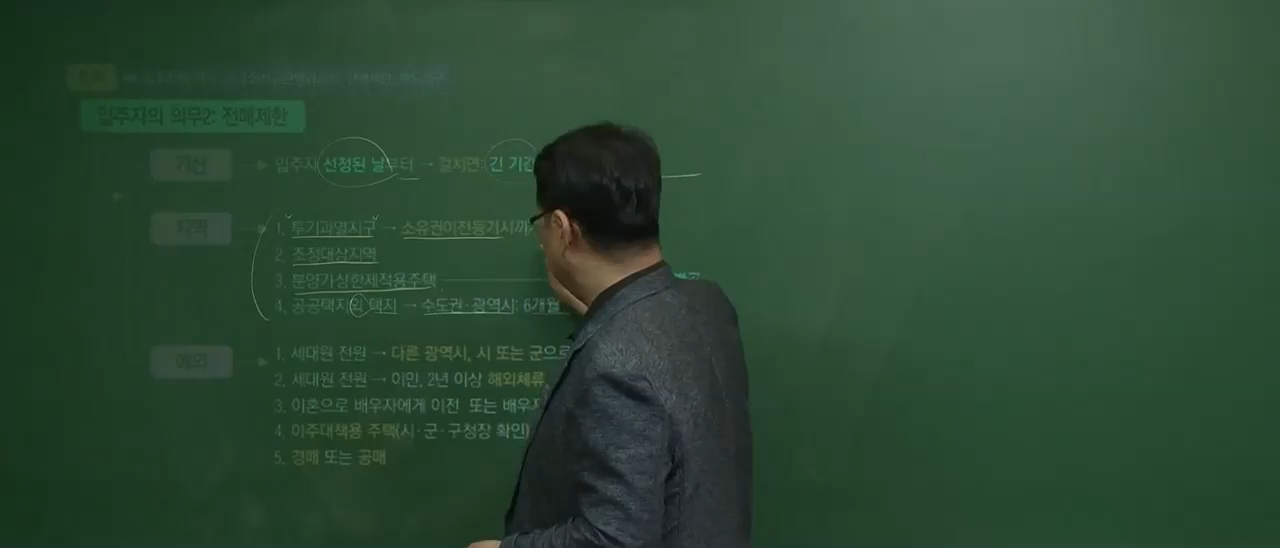 입주자의 의무2: 전매제한
기산 입주자 선정된 날부터 → 겹치면: 긴 기간
지역 1. 투기과열지구 → 소유권이전등기시까
2. 조정대상지역
3. 분양가상한제적용주택
4. 공공택지외 택지 → 수도권·광역시: 6개월
예외 1. 세대원 전원 → 다른 광역시, 시 또는 군으로
2. 세대원 전원 → 이민, 2년 이상 해외체류,
3. 이혼으로 배우자에게 이전 또는 배우자
4. 이주대책용 주택(시·군·구청장 확인)
5. 경매 또는 공매